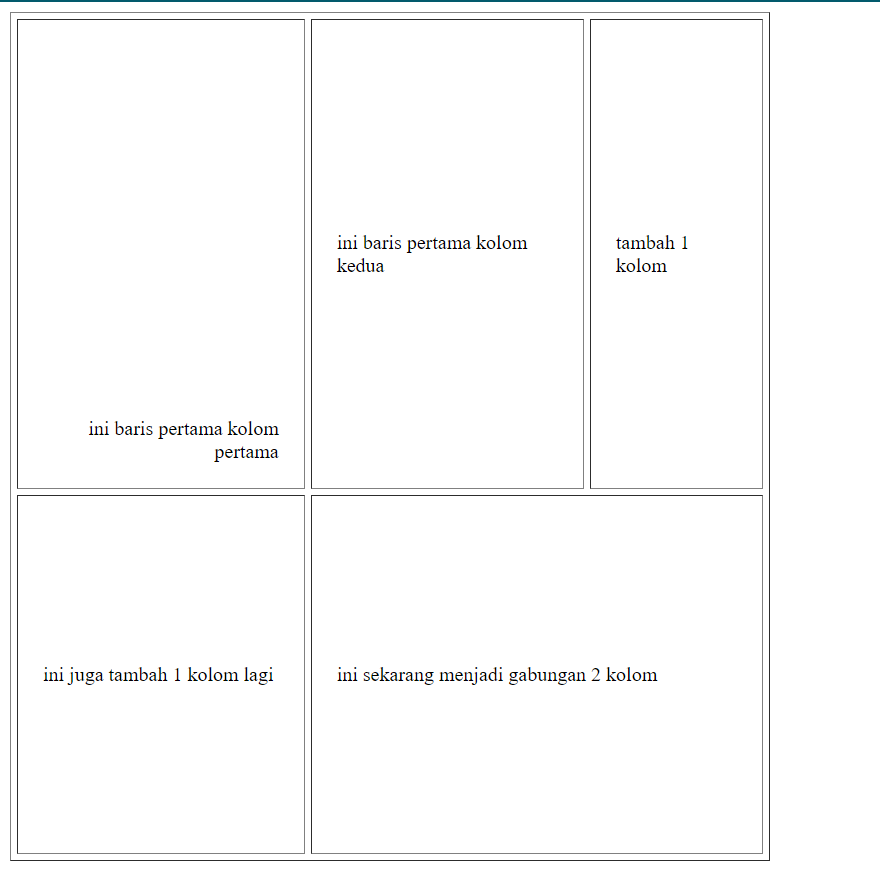 ini baris pertama kolom
pertama
ini baris pertama kolom
kedua
tambah 1
kolom
ini juga tambah 1 kolom lagi
ini sekarang menjadi gabungan 2 kolom